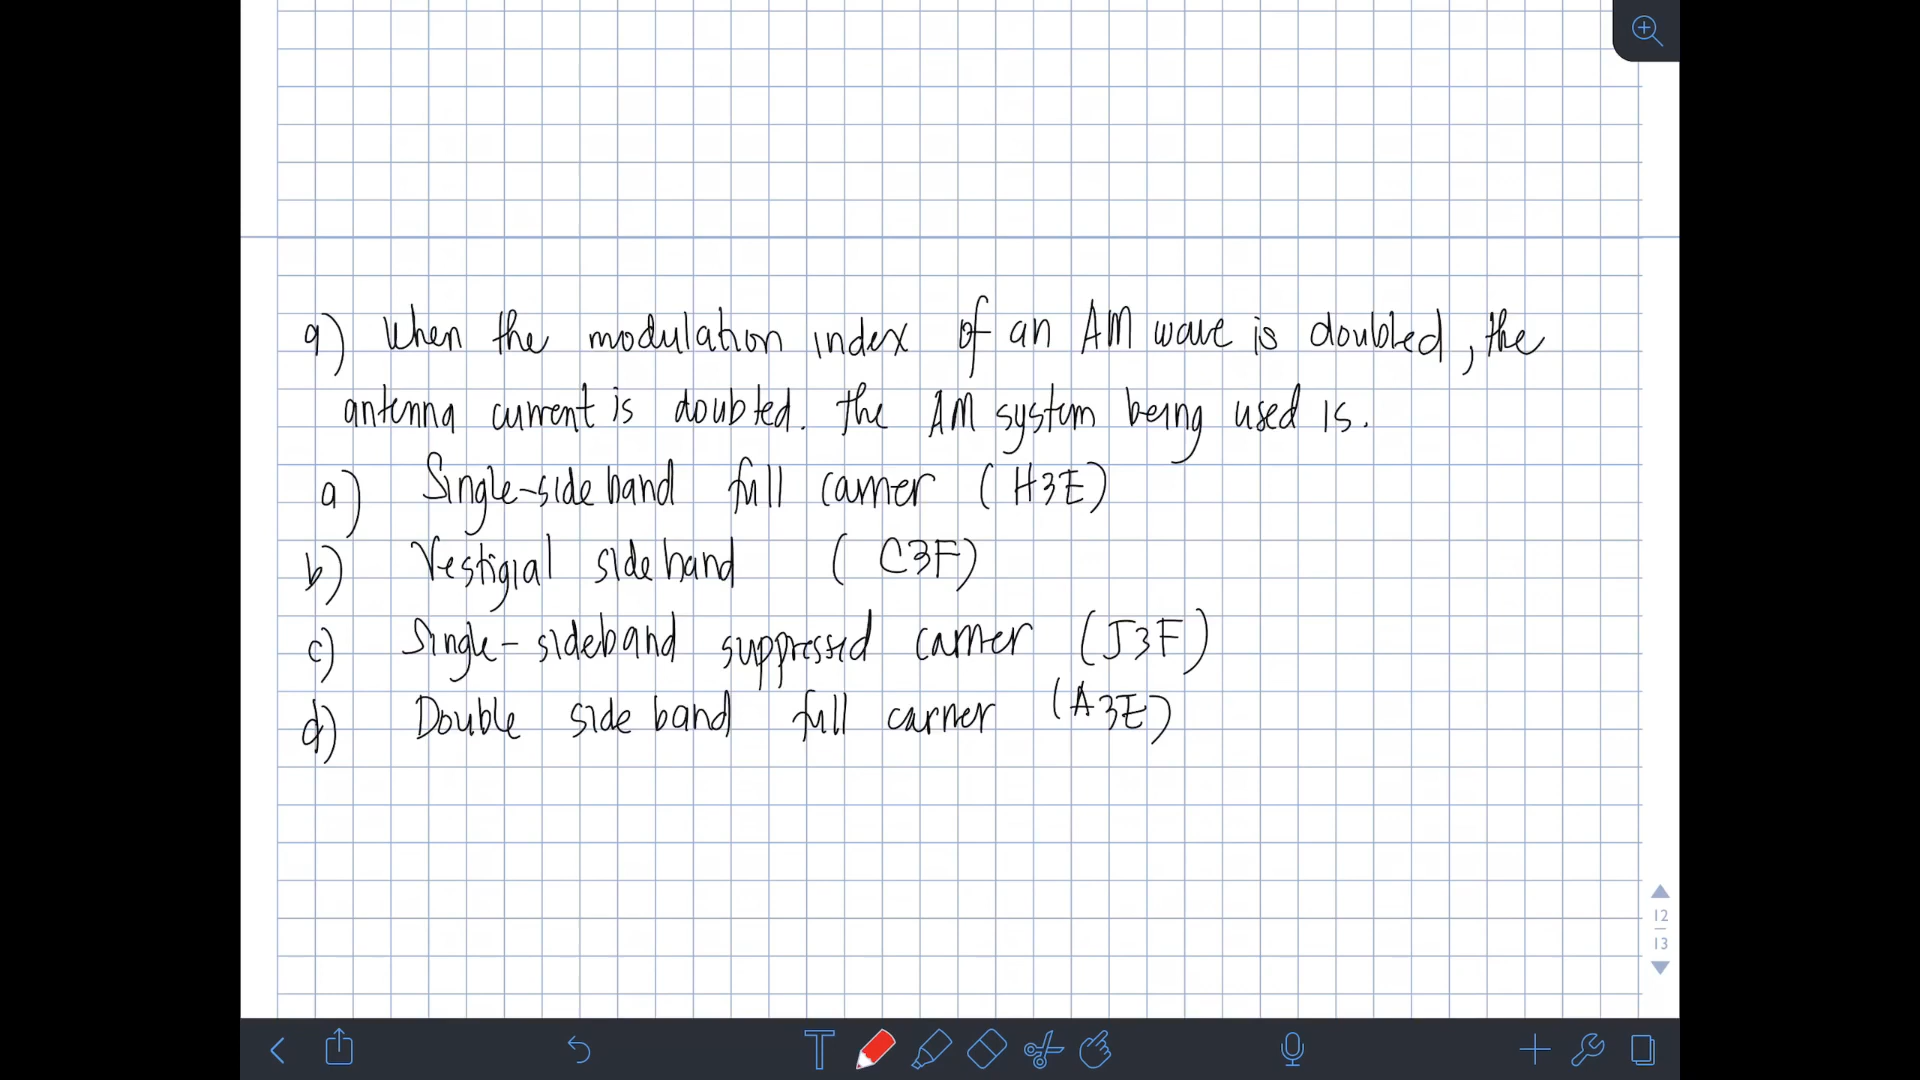 9) When the modulation index of an AM wave is doubled, the
antenna current is doubled. The AM system being used is.
a) Single-side band full carrier (H3E)
b) Vestigial side band (C3F)
c) Single-sideband suppressed carrier (J3F)
d) Double side band full carrier (A3E)
12
13
T